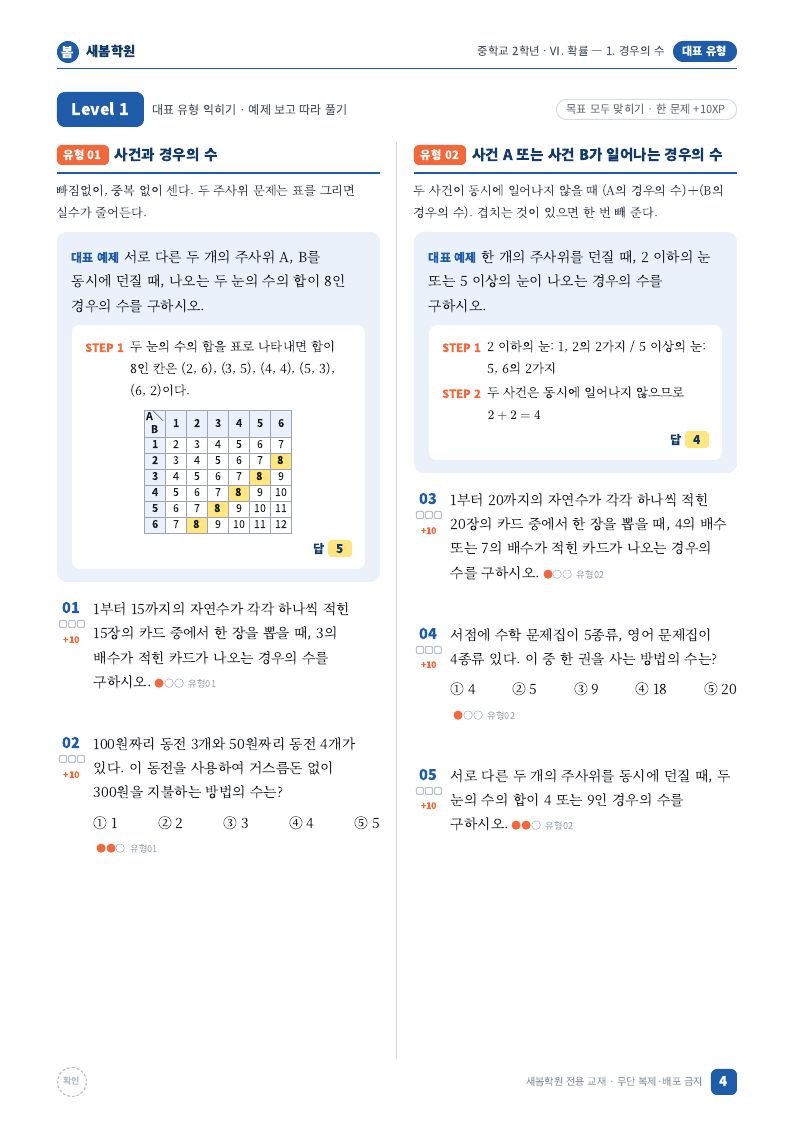 봄 새봄학원
중학교 2학년 · VI. 확률 — 1. 경우의 수 대표 유형
Level 1 대표 유형 익히기 · 예제 보고 따라 풀기
목표 모두 맞히기 · 한 문제 +10XP
유형 01 사건과 경우의 수
빠짐없이, 중복 없이 센다. 두 주사위 문제는 표를 그리면
실수가 줄어든다.
대표 예제 서로 다른 두 개의 주사위 A, B를
동시에 던질 때, 나오는 두 눈의 수의 합이 8인
경우의 수를 구하시오.
STEP 1 두 눈의 수의 합을 표로 나타내면 합이
8인 칸은 (2, 6), (3, 5), (4, 4), (5, 3),
(6, 2)이다.
A B 1 2 3 4 5 6
1 2 3 4 5 6 7
2 3 4 5 6 7 8
3 4 5 6 7 8 9
4 5 6 7 8 9 10
5 6 7 8 9 10 11
6 7 8 9 10 11 12
답 5
01 1부터 15까지의 자연수가 각각 하나씩 적힌
15장의 카드 중에서 한 장을 뽑을 때, 3의
+10 배수가 적힌 카드가 나오는 경우의 수를
구하시오. 유형01
02 100원짜리 동전 3개와 50원짜리 동전 4개가
있다. 이 동전을 사용하여 거스름돈 없이
+10 300원을 지불하는 방법의 수는?
① 1 ② 2 ③ 3 ④ 4 ⑤ 5
유형01
유형 02 사건 A 또는 사건 B가 일어나는 경우의 수
두 사건이 동시에 일어나지 않을 때 (A의 경우의 수)+(B의
경우의 수). 겹치는 것이 있으면 한 번 빼 준다.
대표 예제 한 개의 주사위를 던질 때, 2 이하의 눈
또는 5 이상의 눈이 나오는 경우의 수를
구하시오.
STEP 1 2 이하의 눈: 1, 2의 2가지 / 5 이상의 눈:
5, 6의 2가지
STEP 2 두 사건은 동시에 일어나지 않으므로
2 + 2 = 4
답 4
03 1부터 20까지의 자연수가 각각 하나씩 적힌
20장의 카드 중에서 한 장을 뽑을 때, 4의 배수
+10 또는 7의 배수가 적힌 카드가 나오는 경우의
수를 구하시오. 유형02
04 서점에 수학 문제집이 5종류, 영어 문제집이
4종류 있다. 이 중 한 권을 사는 방법의 수는?
+10
① 4 ② 5 ③ 9 ④ 18 ⑤ 20
유형02
05 서로 다른 두 개의 주사위를 동시에 던질 때, 두
눈의 수의 합이 4 또는 9인 경우의 수를
+10
구하시오. 유형02
확인
새봄학원 전용 교재 · 무단 복제·배포 금지 4